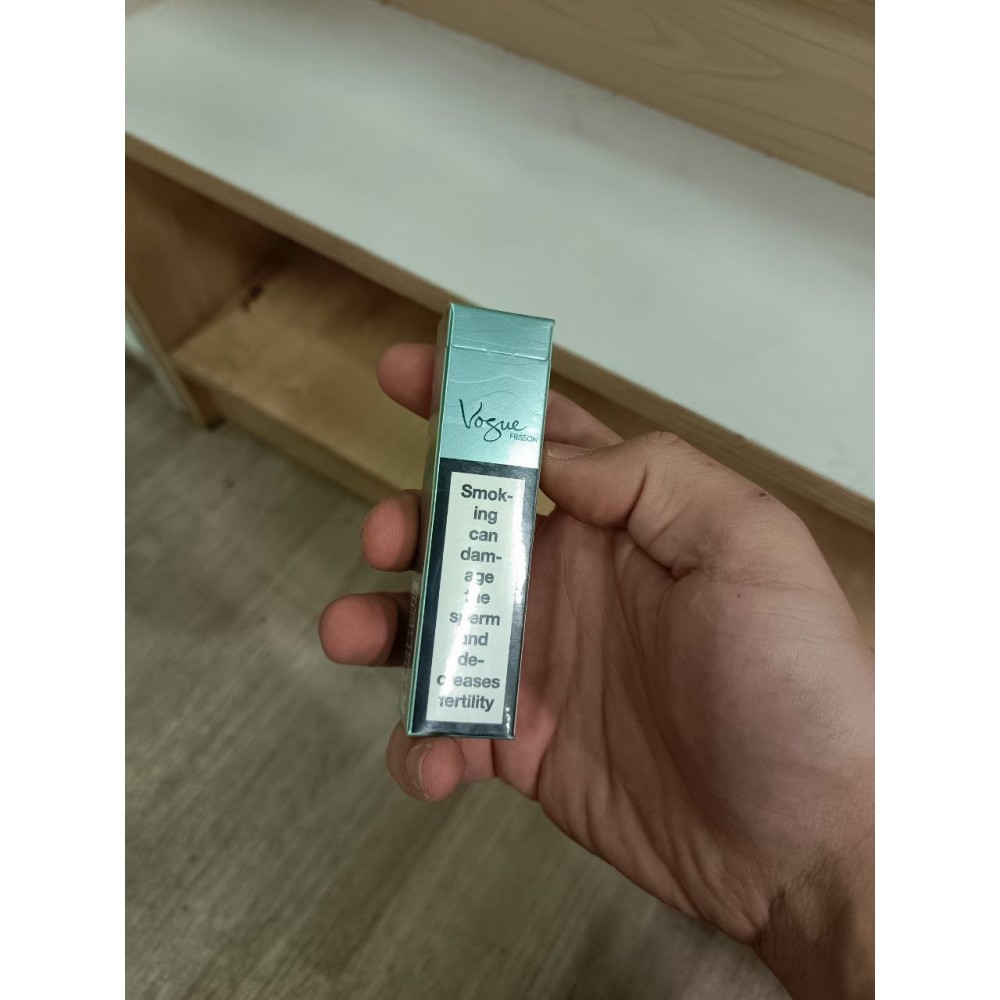 Vogue
FRISSON
Smok-
ing
can
dam-
age
the
sperm
and
de-
creases
fertility